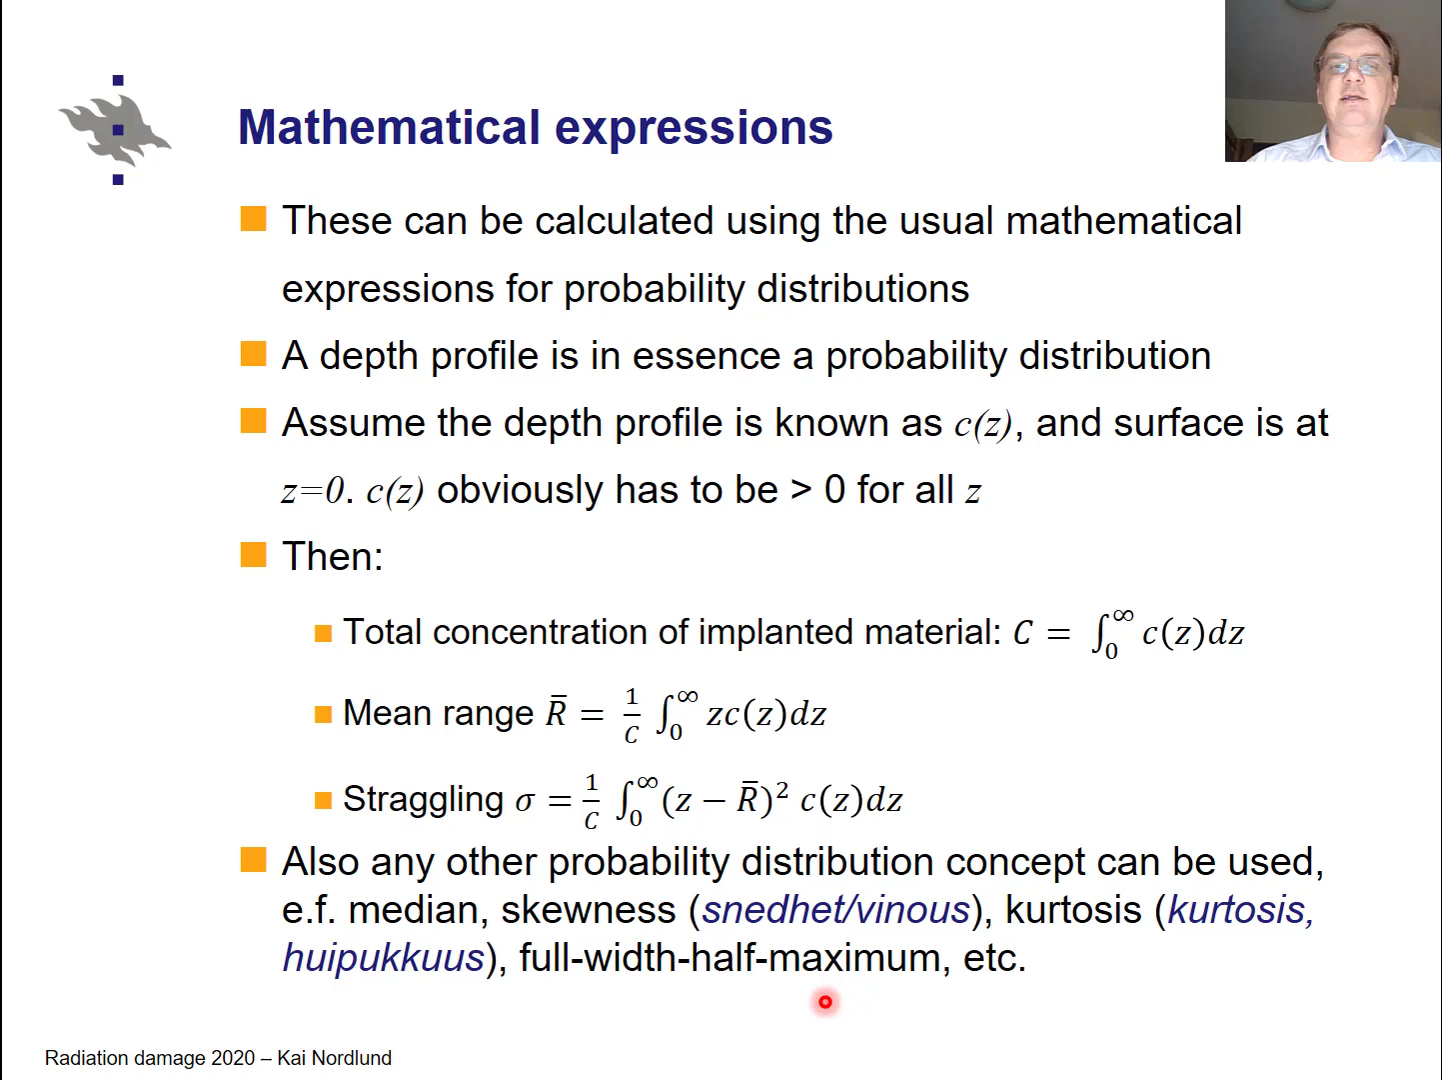 Mathematical expressions
These can be calculated using the usual mathematical
expressions for probability distributions
A depth profile is in essence a probability distribution
Assume the depth profile is known as c(z), and surface is at
z=0. c(z) obviously has to be > 0 for all z
Then:
Total concentration of implanted material: C = ∫₀^∞ c(z)dz
Mean range R̄ = 1/C ∫₀^∞ zc(z)dz
Straggling σ = 1/C ∫₀^∞ (z − R̄)² c(z)dz
Also any other probability distribution concept can be used,
e.f. median, skewness (snedhet/vinous), kurtosis (kurtosis,
huipukkuus), full-width-half-maximum, etc.
Radiation damage 2020 – Kai Nordlund